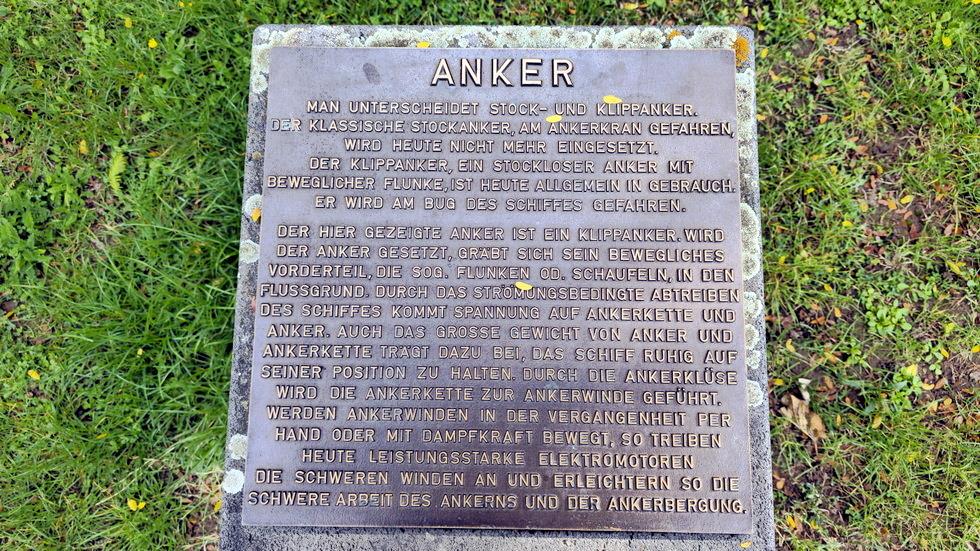 ANKER
MAN UNTERSCHEIDET STOCK- UND KLIPPANKER.
DER KLASSISCHE STOCKANKER, AM ANKERKRAN GEFAHREN,
WIRD HEUTE NICHT MEHR EINGESETZT.
DER KLIPPANKER, EIN STOCKLOSER ANKER MIT
BEWEGLICHER FLUNKE, IST HEUTE ALLGEMEIN IN GEBRAUCH.
ER WIRD AM BUG DES SCHIFFES GEFAHREN.
DER HIER GEZEIGTE ANKER IST EIN KLIPPANKER. WIRD
DER ANKER GESETZT, GRÄBT SICH SEIN BEWEGLICHES
VORDERTEIL, DIE SOG. FLUNKEN OD. SCHAUFELN, IN DEN
FLUSSGRUND. DURCH DAS STRÖMUNGSBEDINGTE ABTREIBEN
DES SCHIFFES KOMMT SPANNUNG AUF ANKERKETTE UND
ANKER. AUCH DAS GROSSE GEWICHT VON ANKER UND
ANKERKETTE TRÄGT DAZU BEI, DAS SCHIFF RUHIG AUF
SEINER POSITION ZU HALTEN. DURCH DIE ANKERKLÜSE
WIRD DIE ANKERKETTE ZUR ANKERWINDE GEFÜHRT.
WERDEN ANKERWINDEN IN DER VERGANGENHEIT PER
HAND ODER MIT DAMPFKRAFT BEWEGT, SO TREIBEN
HEUTE LEISTUNGSSTARKE ELEKTROMOTOREN
DIE SCHWEREN WINDEN AN UND ERLEICHTERN SO DIE
SCHWERE ARBEIT DES ANKERNS UND DER ANKERBERGUNG.